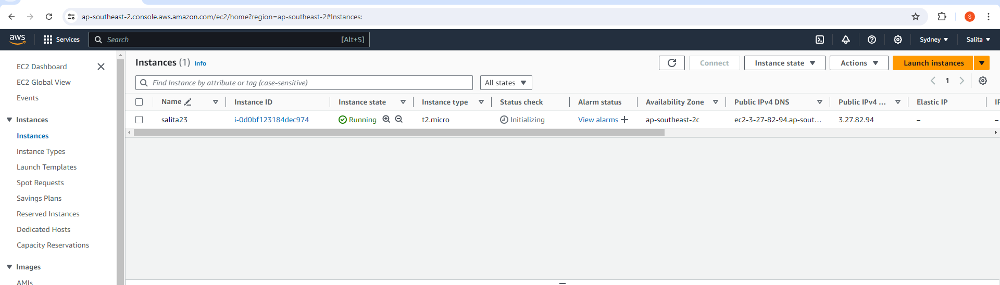 ap-southeast-2.console.aws.amazon.com/ec2/home?region=ap-southeast-2#Instances:
S
aws
Services
Search
[Alt+S]
Sydney
Salita
EC2 Dashboard
EC2 Global View
Events
Instances
Instances
Instance Types
Launch Templates
Spot Requests
Savings Plans
Reserved Instances
Dedicated Hosts
Capacity Reservations
Images
AMIs
Instances (1) Info
Connect
Instance state
Actions
Launch instances
Find Instance by attribute or tag (case-sensitive)
All states
1
Name Instance ID Instance state Instance type Status check Alarm status Availability Zone Public IPv4 DNS Public IPv4 ... Elastic IP IP
salita23 i-0d0bf123184dec974 Running t2.micro Initializing View alarms + ap-southeast-2c ec2-3-27-82-94.ap-sout... 3.27.82.94 – –